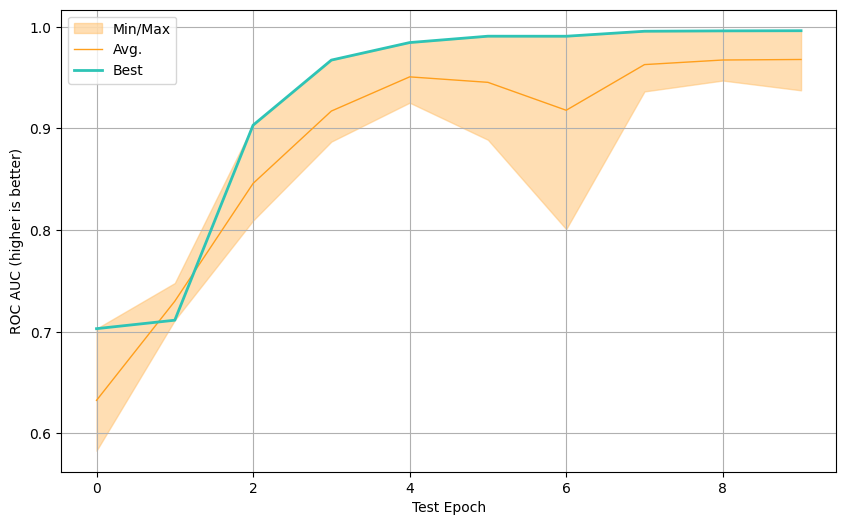 Min/Max
Avg.
Best
1.0
0.9
0.8
0.7
0.6
ROC AUC (higher is better)
0 2 4 6 8
Test Epoch